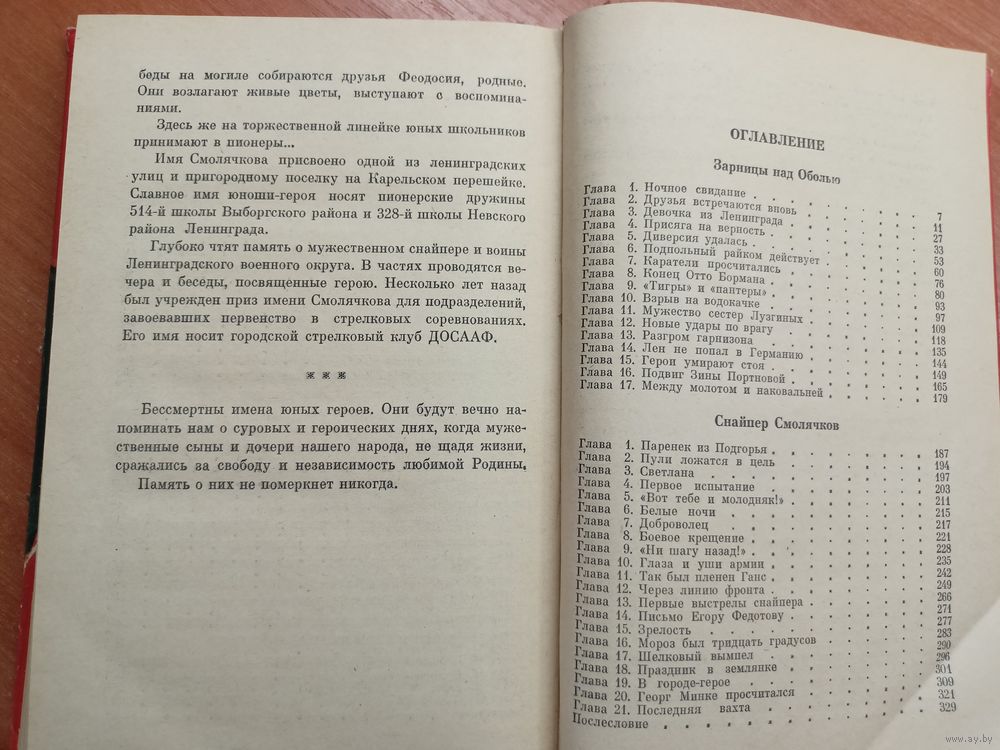 беды на могиле собираются друзья Феодосия, родные.
Они возлагают живые цветы, выступают с воспомина-
ниями.
Здесь же на торжественной линейке юных школьников
принимают в пионеры...
Имя Смолячкова присвоено одной из ленинградских
улиц и пригородному поселку на Карельском перешейке.
Славное имя юноши-героя носят пионерские дружины
514-й школы Выборгского района и 328-й школы Невского
района Ленинграда.
Глубоко чтят память о мужественном снайпере и воины
Ленинградского военного округа. В частях проводятся ве-
чера и беседы, посвященные герою. Несколько лет назад
был учрежден приз имени Смолячкова для подразделений,
завоевавших первенство в стрелковых соревнованиях.
Его имя носит городской стрелковый клуб ДОСААФ.
* * *
Бессмертны имена юных героев. Они будут вечно на-
поминать нам о суровых и героических днях, когда муже-
ственные сыны и дочери нашего народа, не щадя жизни,
сражались за свободу и независимость любимой Родины.
Память о них не померкнет никогда.
ОГЛАВЛЕНИЕ
Зарницы над Оболью
Глава 1. Ночное свидание . . . . . . . 7
Глава 2. Друзья встречаются вновь . . . . . . . 11
Глава 3. Девочка из Ленинграда . . . . . . . 27
Глава 4. Присяга на верность . . . . . . . 33
Глава 5. Диверсия удалась . . . . . . . 53
Глава 6. Подпольный райком действует . . . . . . . 60
Глава 7. Каратели просчитались . . . . . . . 76
Глава 8. Конец Отто Бормана . . . . . . . 80
Глава 9. «Тигры» и «пантеры» . . . . . . . 93
Глава 10. Взрыв на водокачке . . . . . . . 97
Глава 11. Мужество сестер Лузгиных . . . . . . . 109
Глава 12. Новые удары по врагу . . . . . . . 118
Глава 13. Разгром гарнизона . . . . . . . 135
Глава 14. Лен не попал в Германию . . . . . . . 144
Глава 15. Герои умирают стоя . . . . . . . 149
Глава 16. Подвиг Зины Портновой . . . . . . . 165
Глава 17. Между молотом и наковальней . . . . . . . 179
Снайпер Смолячков
Глава 1. Паренек из Подгорья . . . . . . . 187
Глава 2. Пули ложатся в цель . . . . . . . 194
Глава 3. Светлана . . . . . . . 197
Глава 4. Первое испытание . . . . . . . 203
Глава 5. «Вот тебе и молодняк!» . . . . . . . 211
Глава 6. Белые ночи . . . . . . . 215
Глава 7. Доброволец . . . . . . . 217
Глава 8. Боевое крещение . . . . . . . 221
Глава 9. «Ни шагу назад!» . . . . . . . 228
Глава 10. Глаза и уши армии . . . . . . . 235
Глава 11. Так был пленен Ганс . . . . . . . 242
Глава 12. Через линию фронта . . . . . . . 249
Глава 13. Первые выстрелы снайпера . . . . . . . 266
Глава 14. Письмо Егору Федотову . . . . . . . 271
Глава 15. Зрелость . . . . . . . 277
Глава 16. Мороз был тридцать градусов . . . . . . . 283
Глава 17. Шелковый вымпел . . . . . . . 290
Глава 18. Праздник в землянке . . . . . . . 296
Глава 19. В городе-герое . . . . . . . 301
Глава 20. Георг Минке просчитался . . . . . . . 309
Глава 21. Последняя вахта . . . . . . . 321
Послесловие . . . . . . . 329
www.ay.by